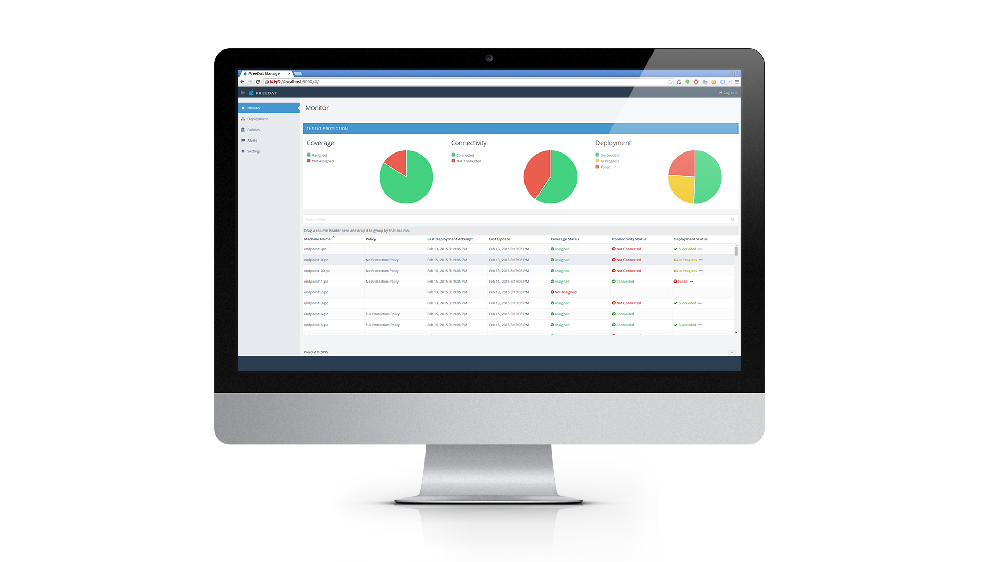 PreeDat Manage
https://localhost:9000/#/
PREEDAT
Log out
Monitor
Deployment
Policies
Alerts
Settings
Monitor
THREAT PROTECTION
Coverage
Assigned
Not Assigned
Connectivity
Connected
Not Connected
Deployment
Succeeded
In Progress
Failed
Search Filter
Drag a column header here and drop it to group by that column.
Machine Name Policy Last Deployment Attempt Last Update Coverage Status Connectivity Status Deployment Status
endpoint1-pc Feb 13, 2015 3:19:05 PM Feb 13, 2015 3:19:05 PM Assigned Not Connected Succeeded
endpoint10-pc No Protection Policy Feb 13, 2015 3:19:05 PM Feb 13, 2015 3:19:05 PM Assigned Not Connected In Progress
endpoint100-pc No Protection Policy Feb 13, 2015 3:19:05 PM Feb 13, 2015 3:19:05 PM Assigned Not Connected In Progress
endpoint11-pc No Protection Policy Feb 15, 2015 3:19:05 PM Feb 15, 2015 3:19:05 PM Assigned Connected Failed
endpoint12-pc Feb 13, 2015 3:19:05 PM Feb 13, 2015 3:19:05 PM Not Assigned
endpoint13-pc Feb 13, 2015 3:19:05 PM Feb 13, 2015 3:19:05 PM Assigned Not Connected Succeeded
endpoint14-pc Full Protection Policy Feb 15, 2015 3:19:05 PM Feb 15, 2015 3:19:05 PM Assigned Connected
endpoint15-pc Full Protection Policy Feb 15, 2015 3:19:05 PM Feb 15, 2015 3:19:05 PM Assigned Connected Succeeded
Preedat © 2015